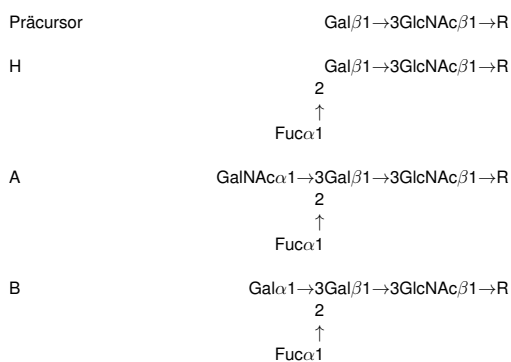 Präcursor Galβ1→3GlcNAcβ1→R
H Galβ1→3GlcNAcβ1→R
2
↑
Fucα1
A GalNAcα1→3Galβ1→3GlcNAcβ1→R
2
↑
Fucα1
B Galα1→3Galβ1→3GlcNAcβ1→R
2
↑
Fucα1